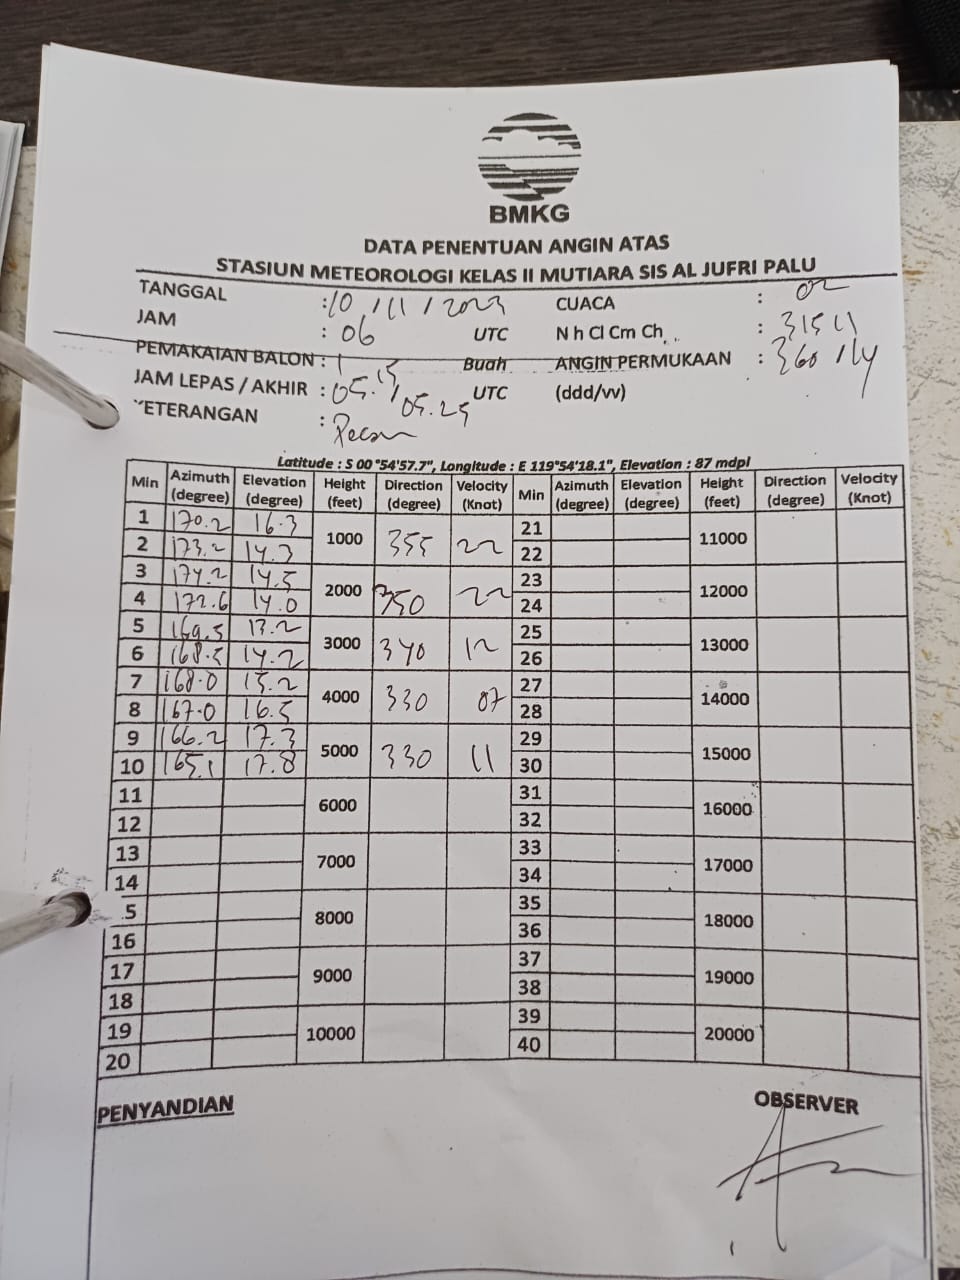 BMKG
DATA PENENTUAN ANGIN ATAS
STASIUN METEOROLOGI KELAS II MUTIARA SIS AL JUFRI PALU
TANGGAL : 10 / 11 / 2023 CUACA : 02
JAM : 06 UTC N h Cl Cm Ch : 31511
PEMAKAIAN BALON : 1 Buah ANGIN PERMUKAAN : 360 / 14
JAM LEPAS / AKHIR : 05.15 / 05.25 UTC (ddd/vv)
KETERANGAN : Pecah
Latitude : S 00 °54'57.7", Longitude : E 119°54'18.1", Elevation : 87 mdpl
Min Azimuth (degree) Elevation (degree) Height (feet) Direction (degree) Velocity (Knot) Min Azimuth (degree) Elevation (degree) Height (feet) Direction (degree) Velocity (Knot)
1 170.2 16.3 1000 355 22 21 11000
2 173.2 14.3 22
3 174.2 14.5 2000 350 22 23 12000
4 172.6 14.0 24
5 169.5 13.2 3000 340 12 25 13000
6 168.5 14.2 26
7 168.0 15.2 4000 330 07 27 14000
8 167.0 16.5 28
9 166.2 17.3 5000 330 11 29 15000
10 165.1 17.8 30
11 6000 31 16000
12 32
13 7000 33 17000
14 34
5 8000 35 18000
16 36
17 9000 37 19000
18 38
19 10000 39 20000
20 40
PENYANDIAN OBSERVER